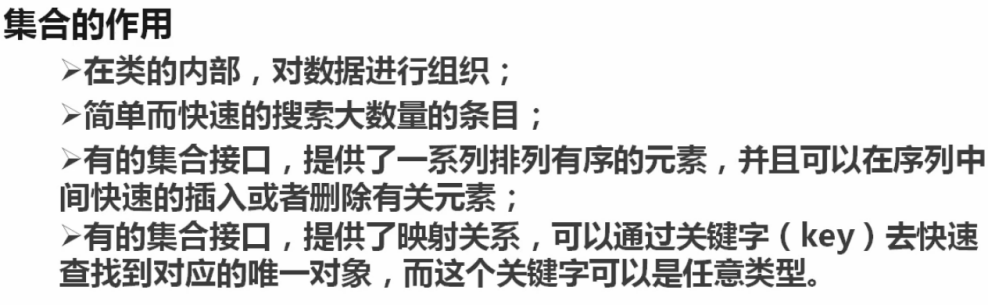 集合的作用
➢在类的内部，对数据进行组织；
➢简单而快速的搜索大数量的条目；
➢有的集合接口，提供了一系列排列有序的元素，并且可以在序列中
间快速的插入或者删除有关元素；
➢有的集合接口，提供了映射关系，可以通过关键字（key）去快速
查找到对应的唯一对象，而这个关键字可以是任意类型。